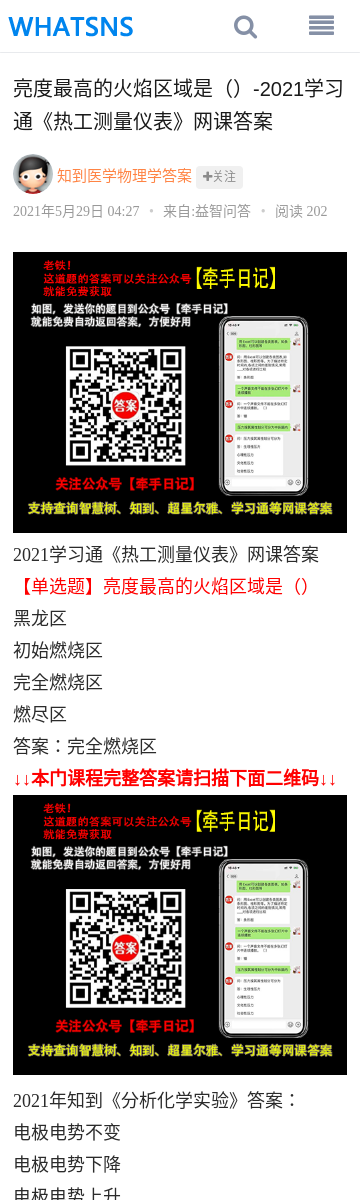 WHATSNS
亮度最高的火焰区域是（）-2021学习
通《热工测量仪表》网课答案
知到医学物理学答案 +关注
2021年5月29日 04:27 • 来自:益智问答 • 阅读 202
老铁！
这道题的答案可以关注公众号
就能免费获取
【牵手日记】
如图，发送你的题目到公众号【牵手日记】
就能免费自动返回答案，方便好用
答案
关注公众号【牵手日记】
支持查询智慧树、知到、超星尔雅、学习通等网课答案
2021学习通《热工测量仪表》网课答案
【单选题】亮度最高的火焰区域是（）
黑龙区
初始燃烧区
完全燃烧区
燃尽区
答案：完全燃烧区
↓↓本门课程完整答案请扫描下面二维码↓↓
老铁！
这道题的答案可以关注公众号
就能免费获取
【牵手日记】
如图，发送你的题目到公众号【牵手日记】
就能免费自动返回答案，方便好用
答案
关注公众号【牵手日记】
支持查询智慧树、知到、超星尔雅、学习通等网课答案
2021年知到《分析化学实验》答案：
电极电势不变
电极电势下降
电极电势上升